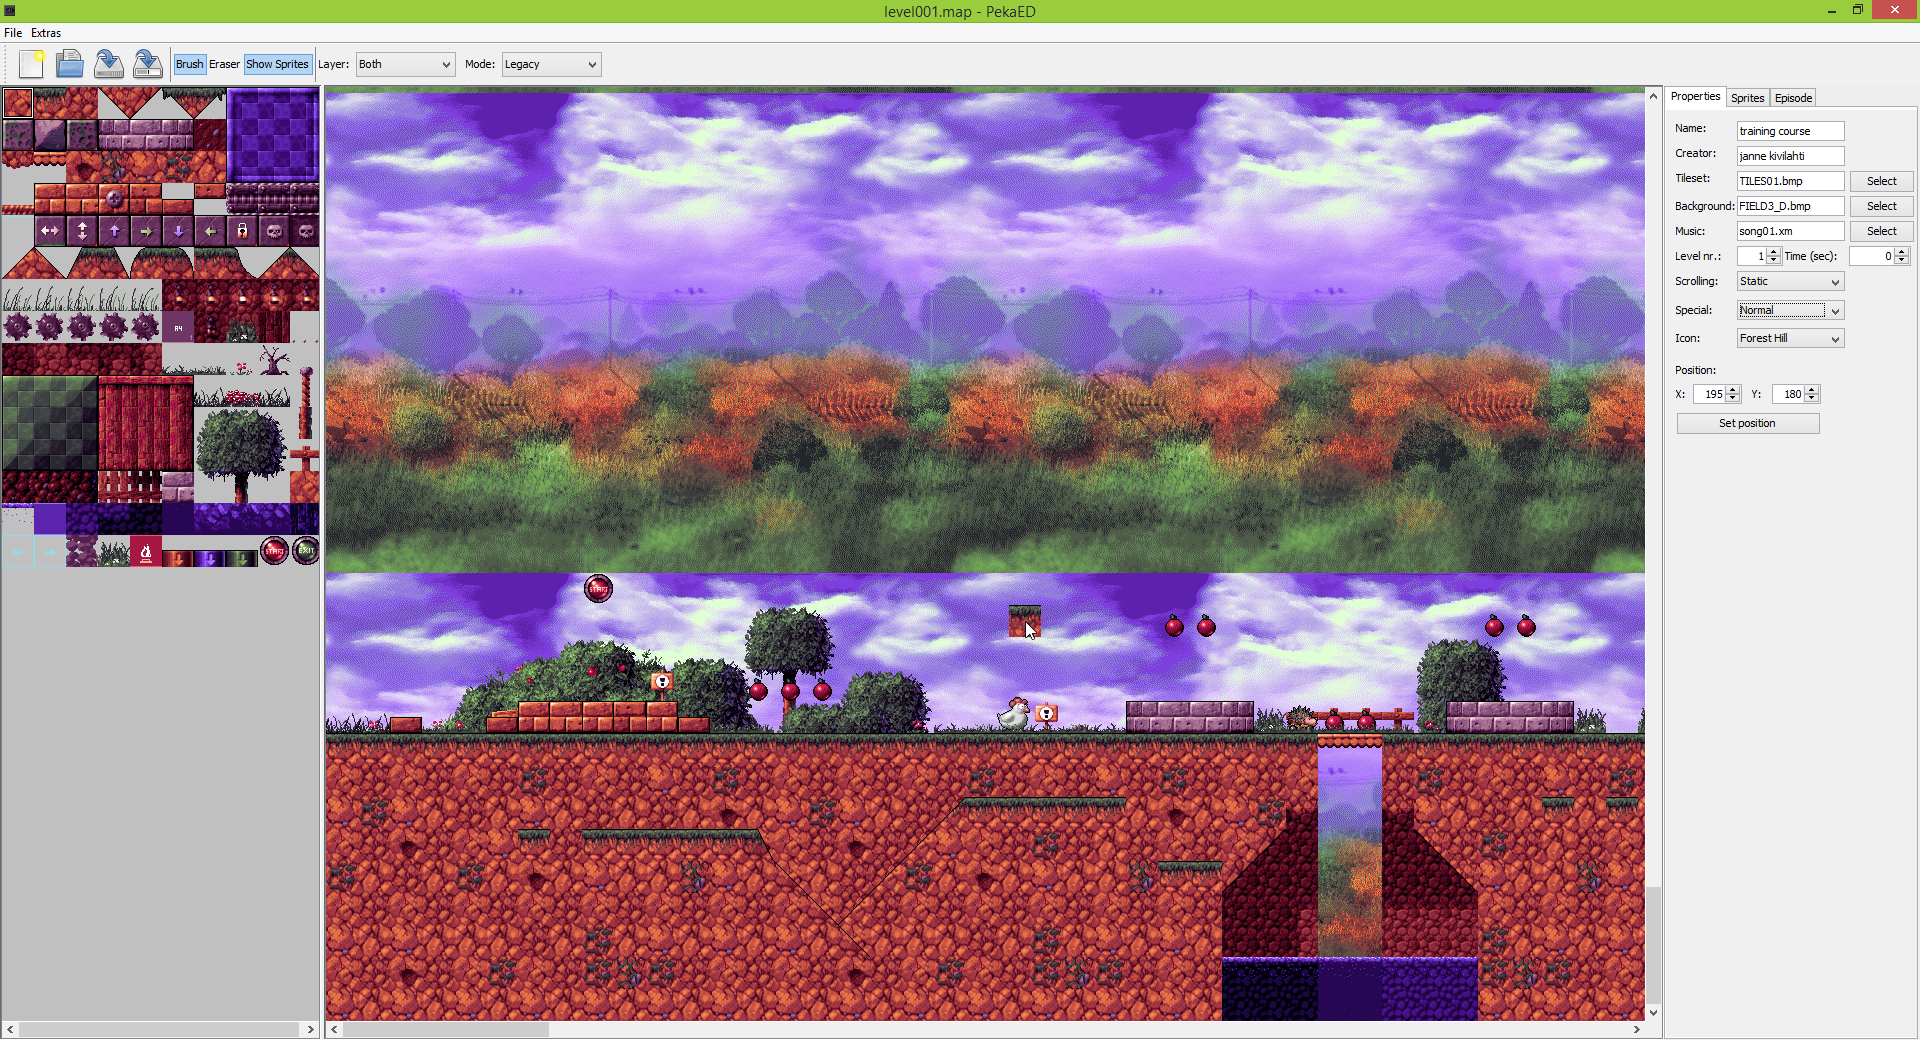 level001.map - PekaED
File Extras
Brush Eraser Show Sprites Layer: Both Mode: Legacy
Properties Sprites Episode
Name: training course
Creator: janne kivilahti
Tileset: TILES01.bmp Select
Background: FIELD3_D.bmp Select
Music: song01.xm Select
Level nr.: 1 Time (sec): 0
Scrolling: Static
Special: Normal
Icon: Forest Hill
Position:
X: 195 Y: 180
Set position
START EXIT
START